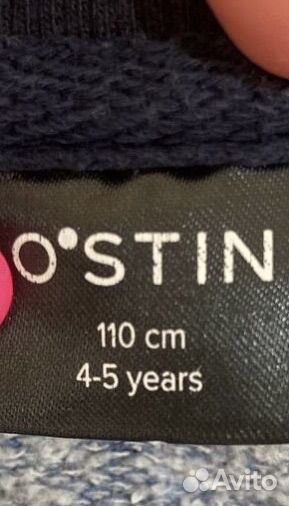 O'STIN
110 cm
4-5 years
Avito